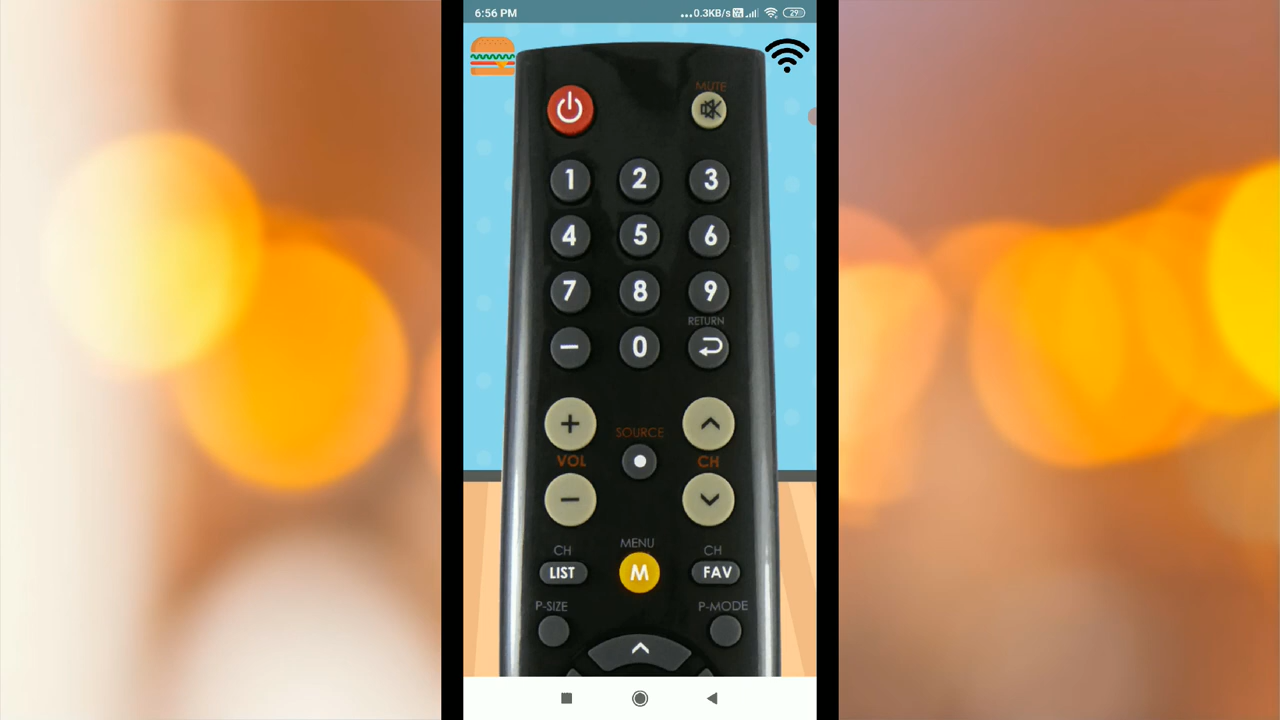 6:56 PM ...0.3KB/s 29
MUTE
1 2 3
4 5 6
7 8 9
RETURN
– 0
+
SOURCE
VOL CH
–
CH MENU CH
LIST M FAV
P-SIZE P-MODE